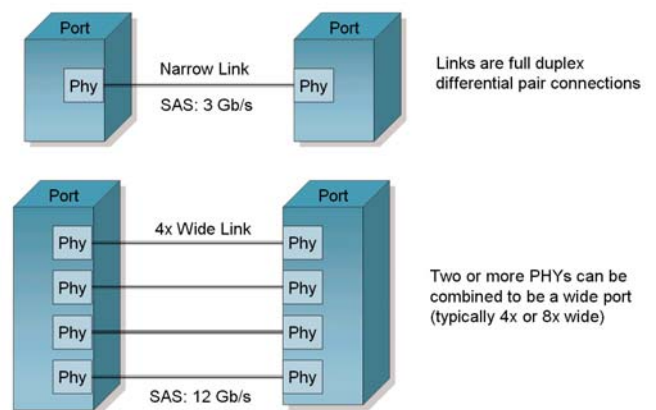 Port
Port
Phy
Narrow Link
Phy
SAS: 3 Gb/s
Links are full duplex
differential pair connections
Port
Port
Phy
4x Wide Link
Phy
Phy
Phy
Phy
Phy
Phy
Phy
SAS: 12 Gb/s
Two or more PHYs can be
combined to be a wide port
(typically 4x or 8x wide)